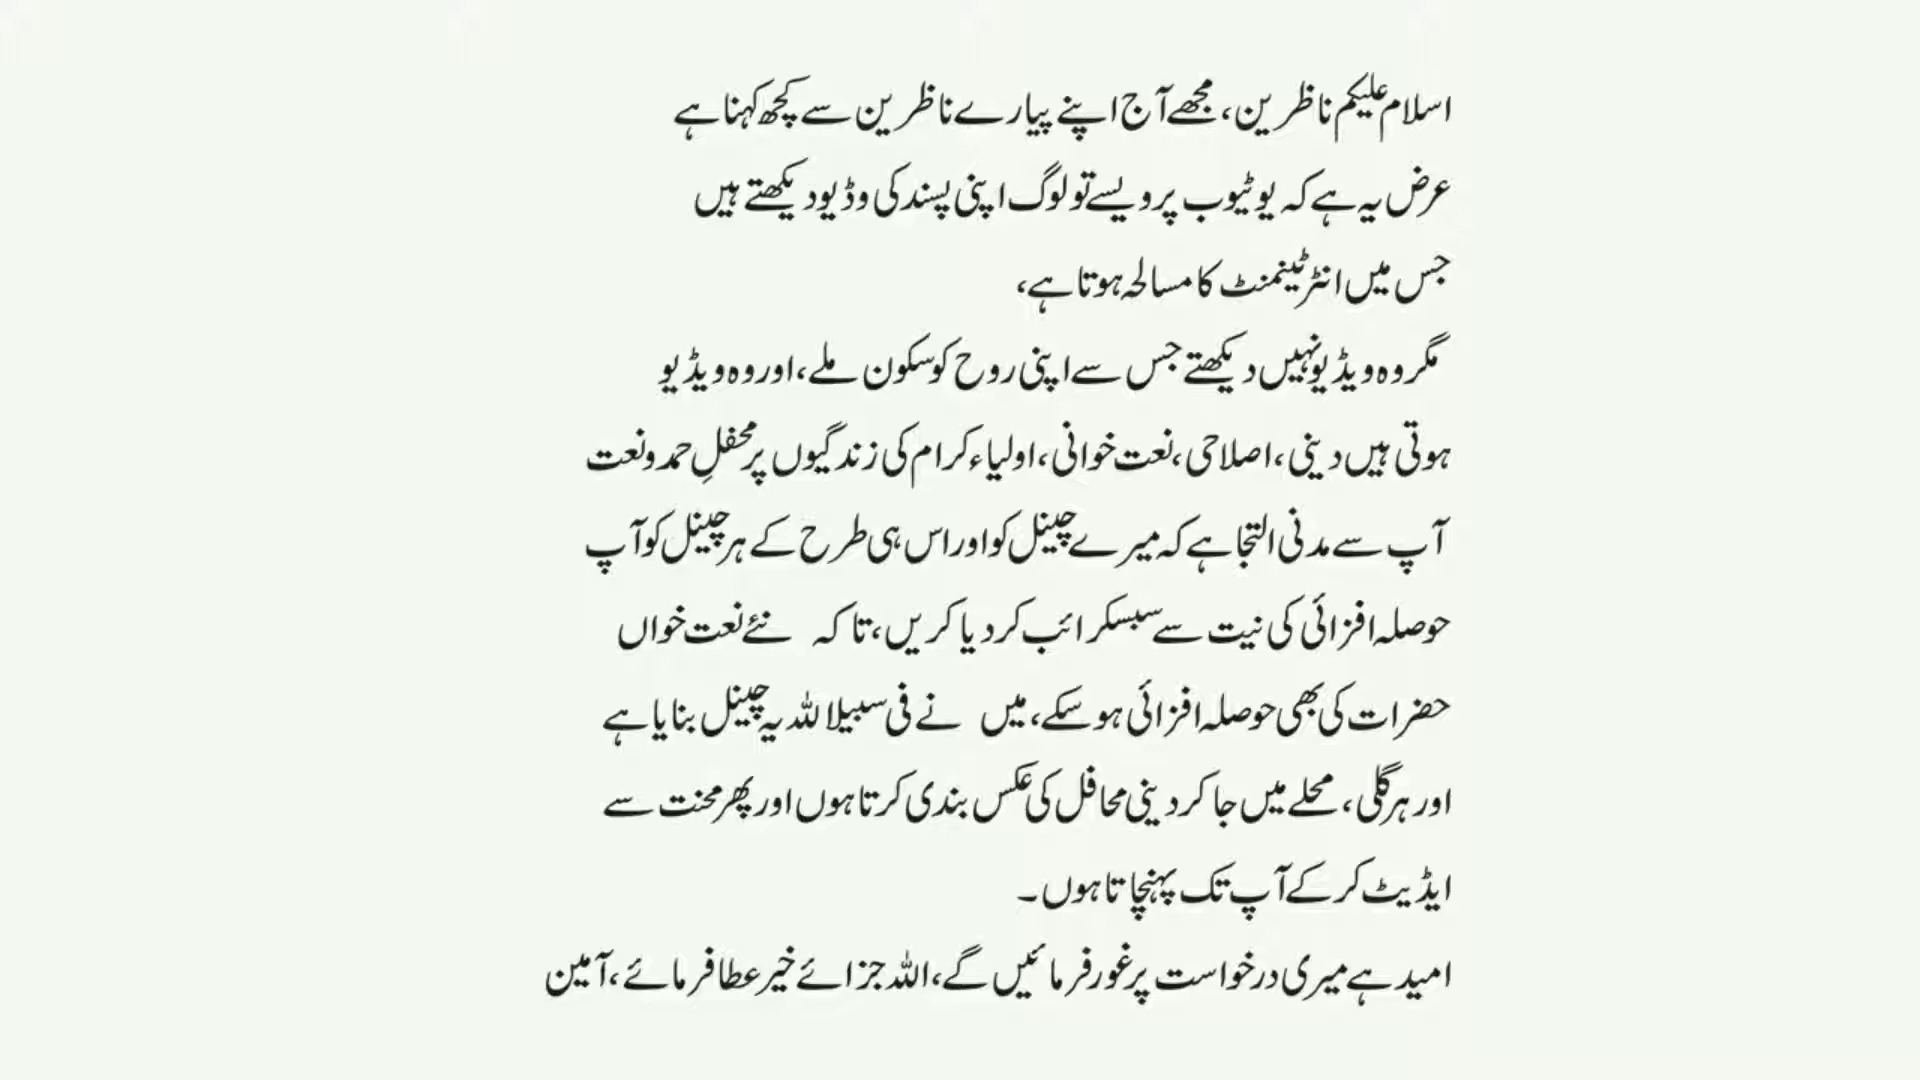 اسلام علیکم ناظرین، مجھے آج اپنے پیارے ناظرین سے کچھ کہنا ہے
عرض یہ ہے کہ یوٹیوب پر ویسے تو لوگ اپنی پسند کی وڈیو دیکھتے ہیں
جس میں انٹرٹینمنٹ کا مسالحہ ہوتا ہے،
مگر وہ ویڈیو نہیں دیکھتے جس سے اپنی روح کو سکون ملے، اور وہ ویڈیو
ہوتی ہیں دینی، اصلاحی، نعت خوانی، اولیاء کرام کی زندگیوں پر محفلِ حمد و نعت
آپ سے مدنی التجا ہے کہ میرے چینل کو اور اس ہی طرح کے ہر چینل کو آپ
حوصلہ افزائی کی نیت سے سبسکرائب کر دیا کریں، تا کہ نئے نعت خواں
حضرات کی بھی حوصلہ افزائی ہو سکے، میں نے فی سبیلا للہ یہ چینل بنایا ہے
اور ہر گلی، محلے میں جا کر دینی محافل کی عکس بندی کرتا ہوں اور پھر محنت سے
ایڈیٹ کر کے آپ تک پہنچاتا ہوں۔
امید ہے میری درخواست پر غور فرمائیں گے، اللہ جزائے خیر عطا فرمائے، آمین